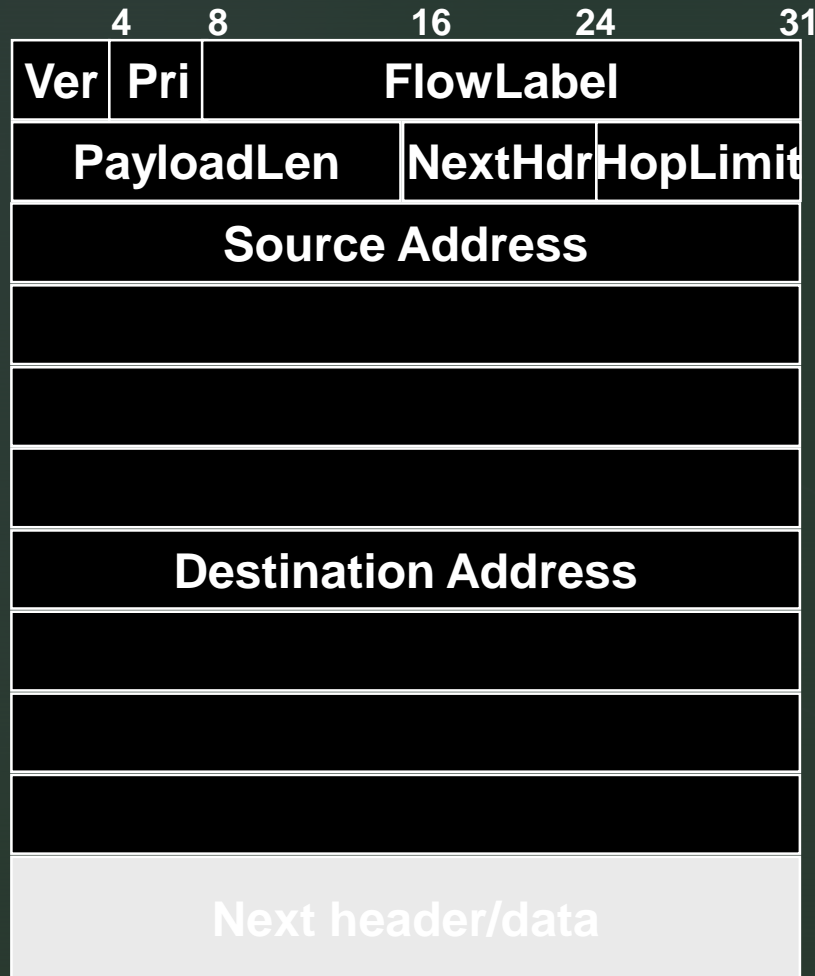 4 8 16 24 31
Ver Pri FlowLabel
PayloadLen NextHdr HopLimit
Source Address
Destination Address
Next header/data